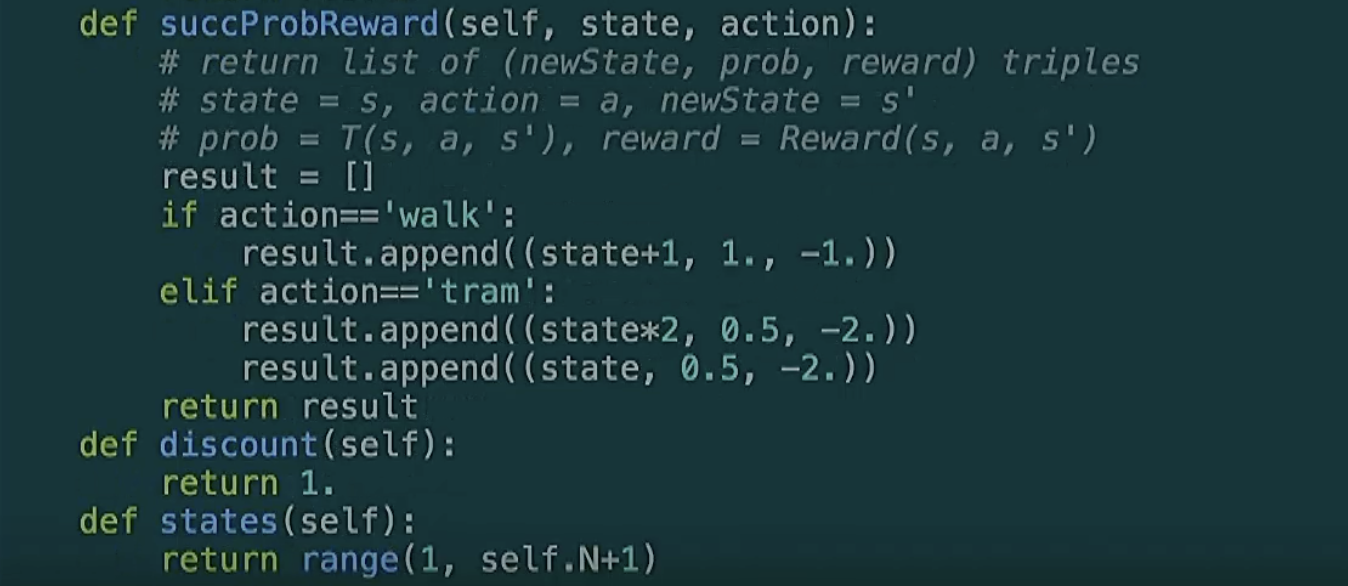 def succProbReward(self, state, action):
# return list of (newState, prob, reward) triples
# state = s, action = a, newState = s'
# prob = T(s, a, s'), reward = Reward(s, a, s')
result = []
if action=='walk':
result.append((state+1, 1., -1.))
elif action=='tram':
result.append((state*2, 0.5, -2.))
result.append((state, 0.5, -2.))
return result
def discount(self):
return 1.
def states(self):
return range(1, self.N+1)